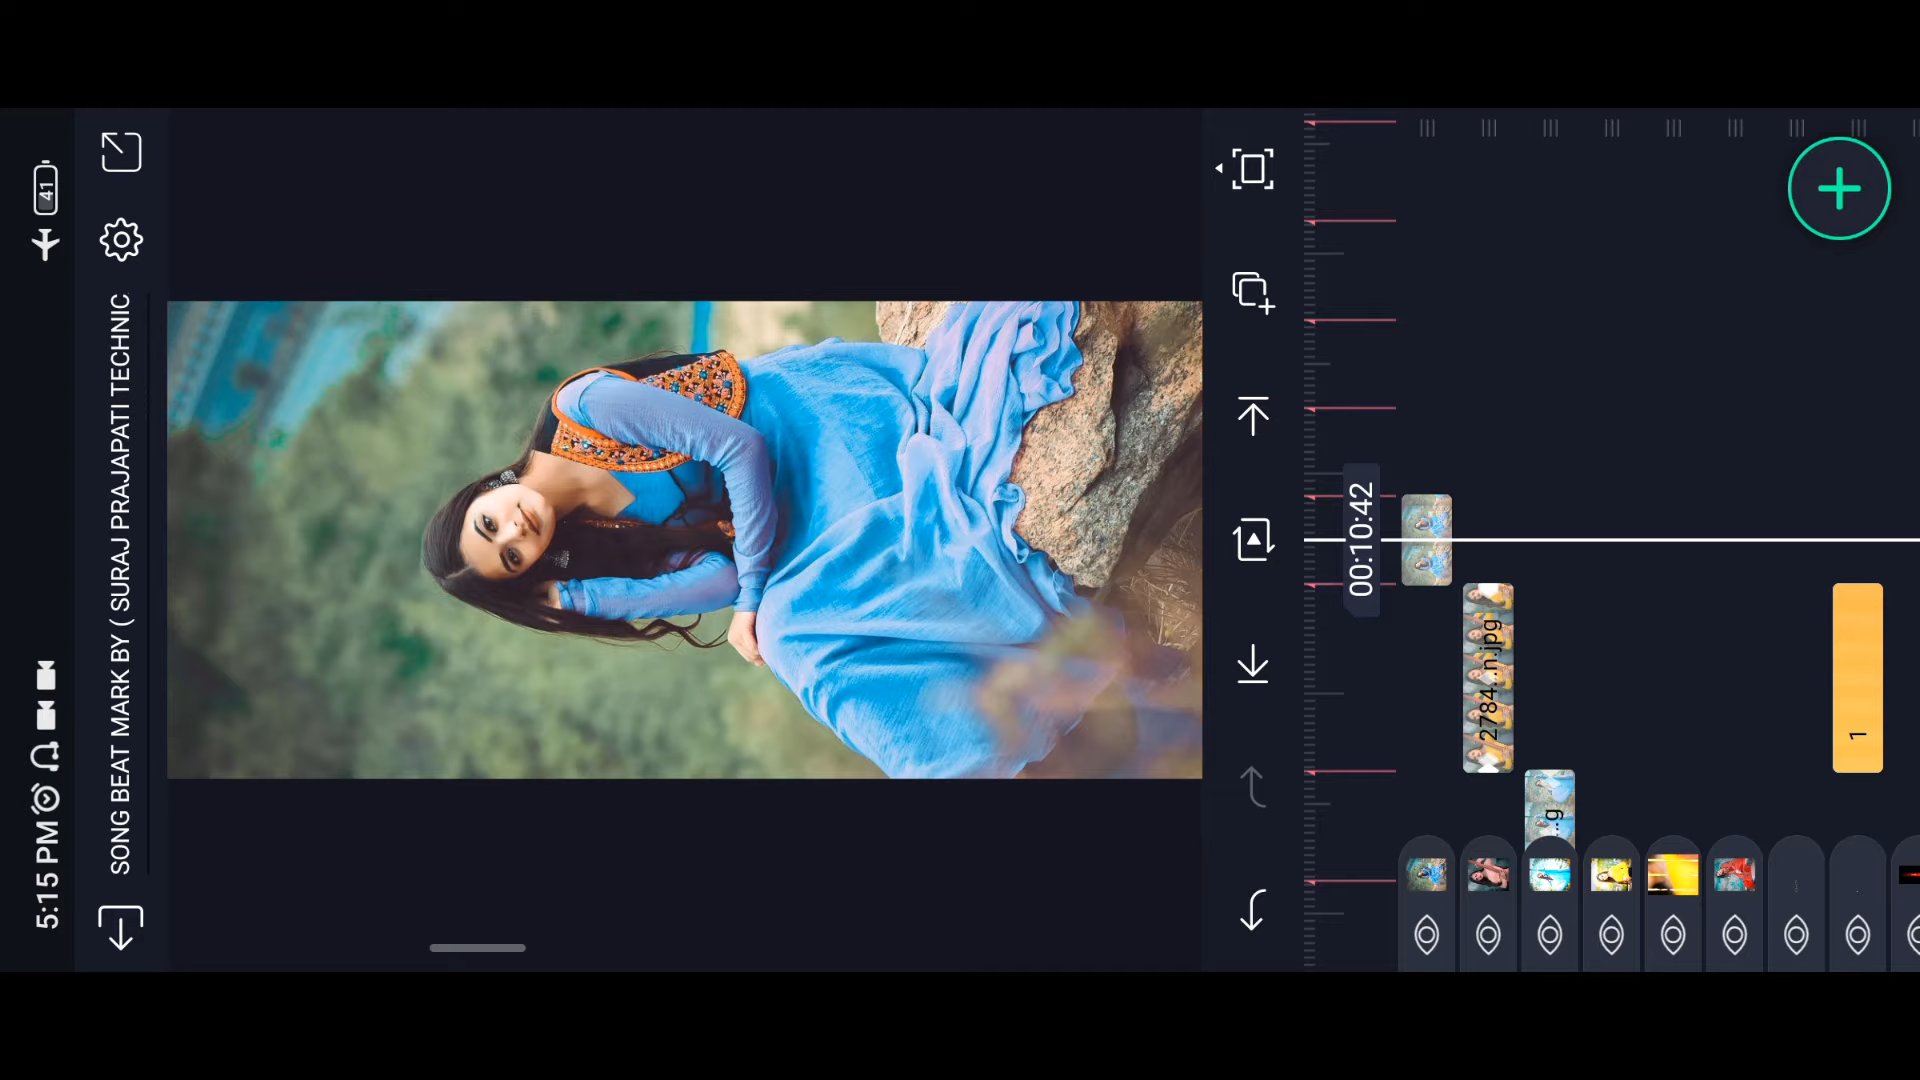 5:15 PM
41
SONG BEAT MARK BY ( SURAJ PRAJAPATI TECHNIC
00:10:42
2784...n.jpg
...g
1